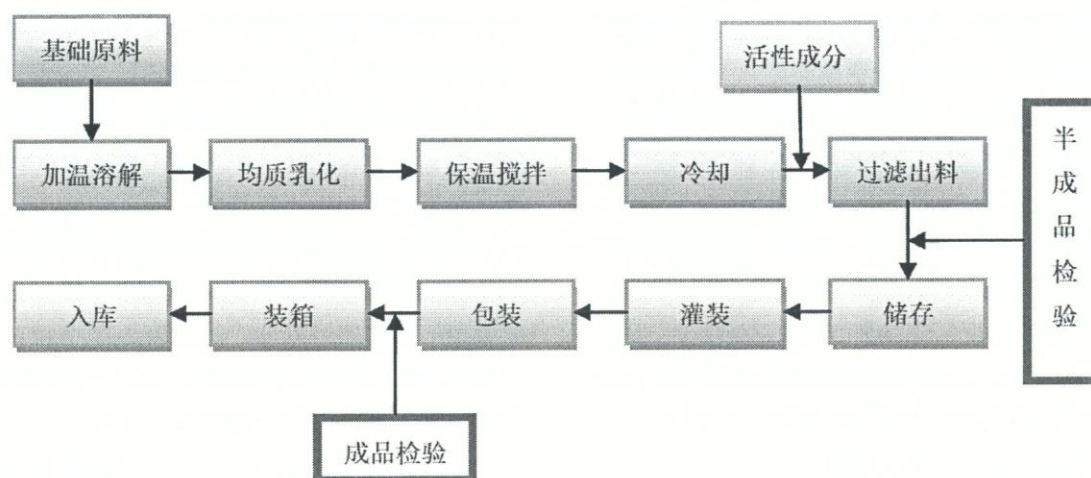 基础原料
活性成分
加温溶解
均质乳化
保温搅拌
冷却
过滤出料
半成品检验
入库
装箱
包装
灌装
储存
成品检验